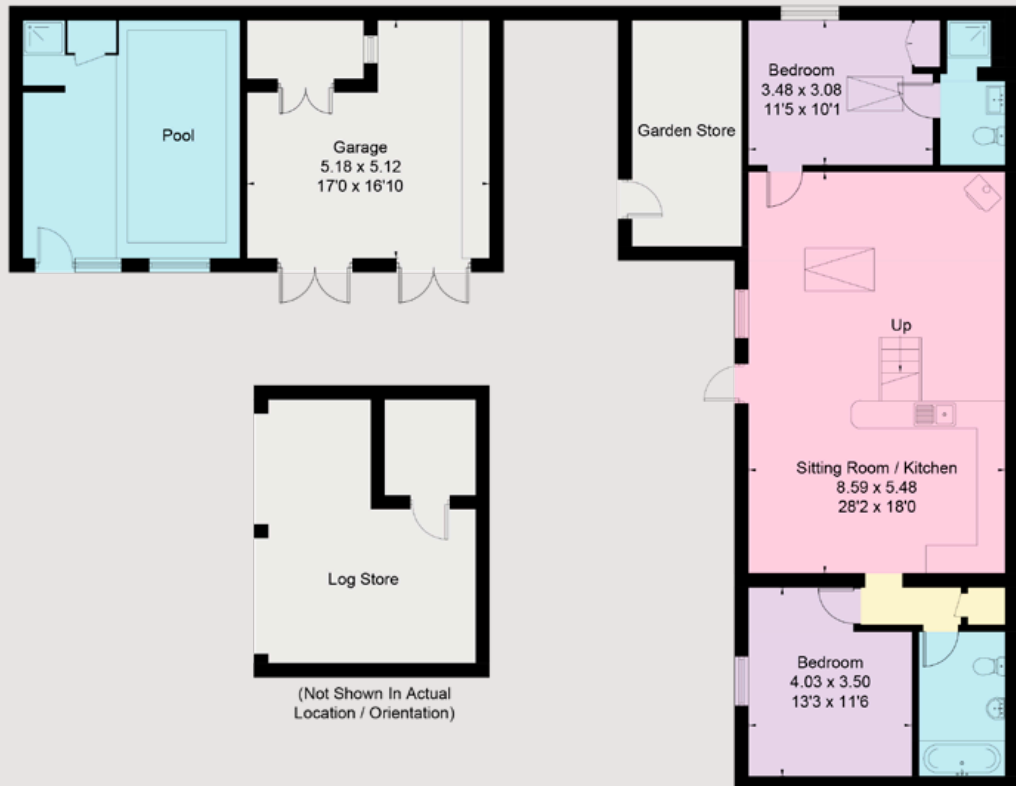 Pool
Garage
5.18 x 5.12
17'0 x 16'10
Garden Store
Bedroom
3.48 x 3.08
11'5 x 10'1
Up
Sitting Room / Kitchen
8.59 x 5.48
28'2 x 18'0
Log Store
(Not Shown In Actual
Location / Orientation)
Bedroom
4.03 x 3.50
13'3 x 11'6